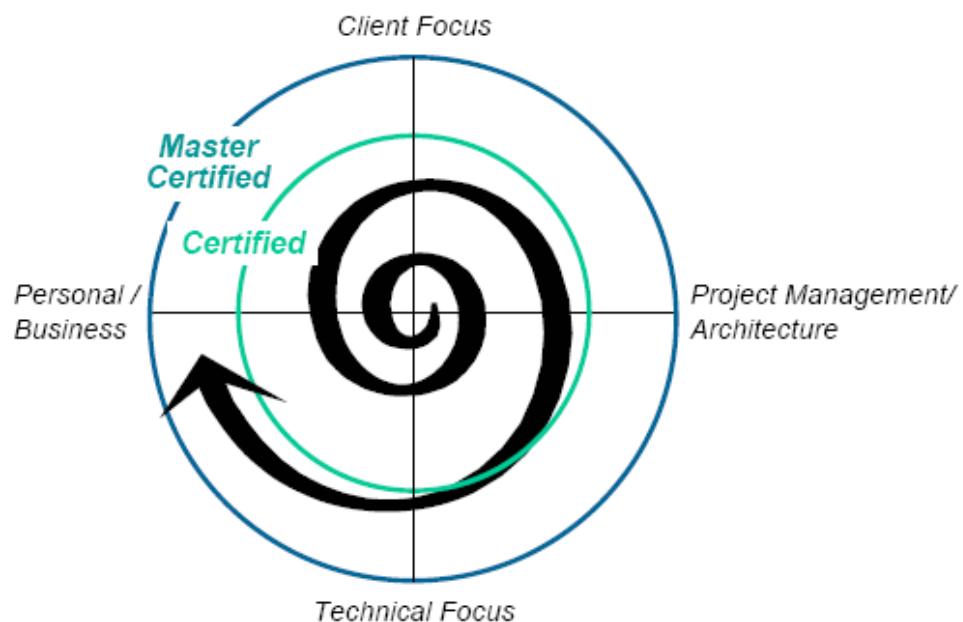 Client Focus
Master
Certified
Certified
Personal /
Business
Project Management/
Architecture
Technical Focus